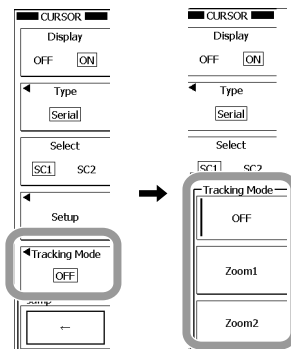 CURSOR
Display
OFF ON
Type
Serial
Select
SC1 SC2
Setup
Tracking Mode
OFF
←
CURSOR
Display
OFF ON
Type
Serial
Select
SC1 SC2
Tracking Mode
OFF
Zoom1
Zoom2